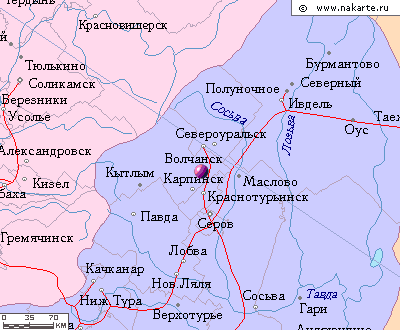 © www.nakarte.ru
Красновишерск
Тюлькино
Соликамск
Березники
Усолье
Александровск
Кизел
Гремячинск
Бурмантово
Северный
Полуночное
Ивдель
Сосьва
Лозьва
Оус
Североуральск
Волчанск
Кытлым
Карпинск
Маслово
Краснотурьинск
Павда
Серов
Лобва
Качканар
Нов.Ляля
Ниж.Тура
Верхотурье
Сосьва
Тавда
Гари
0 35 70
КМ